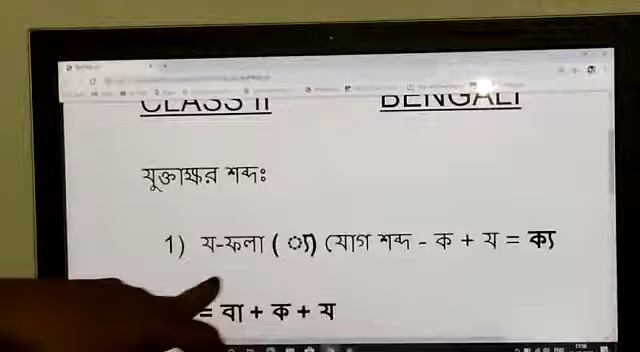 CLASS II BENGALI
যুক্তাক্ষর শব্দঃ
1) য-ফলা ( ্য) যোগ শব্দ - ক + য = ক্য
= বা + ক + য